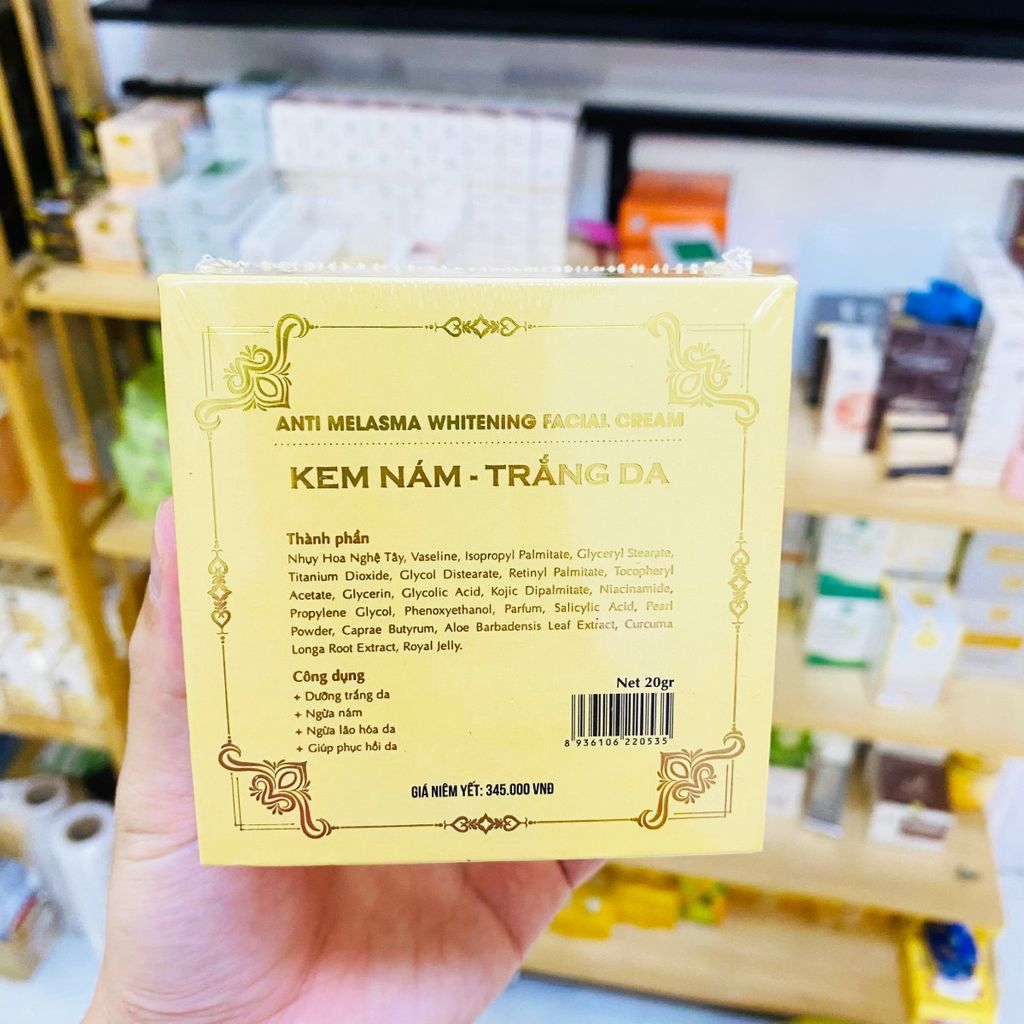 ANTI MELASMA WHITENING FACIAL CREAM
KEM NÁM - TRẮNG DA
Thành phần
Nhụy Hoa Nghệ Tây, Vaseline, Isopropyl Palmitate, Glyceryl Stearate,
Titanium Dioxide, Glycol Distearate, Retinyl Palmitate, Tocopheryl
Acetate, Glycerin, Glycolic Acid, Kojic Dipalmitate, Niacinamide,
Propylene Glycol, Phenoxyethanol, Parfum, Salicylic Acid, Pearl
Powder, Caprae Butyrum, Aloe Barbadensis Leaf Extract, Curcuma
Longa Root Extract, Royal Jelly.
Công dụng
+ Dưỡng trắng da
+ Ngừa nám
+ Ngừa lão hóa da
+ Giúp phục hồi da
Net 20gr
8 936106 220535
GIÁ NIÊM YẾT: 345.000 VNĐ